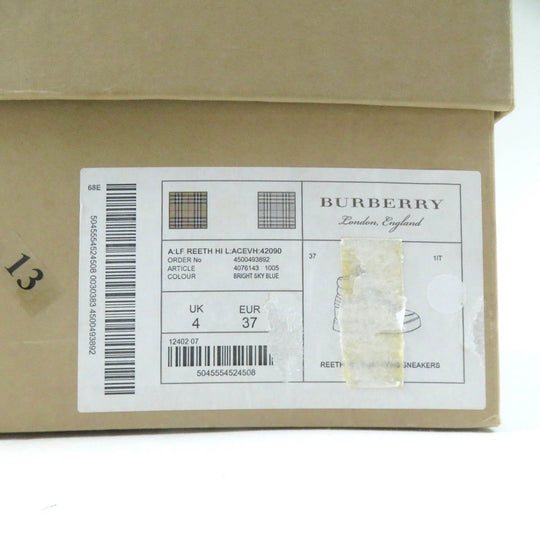 68E
5045554524508 0030383 4500493892
13
BURBERRY
London, England
A:LF REETH HI L:ACEVH:42090
ORDER No 4500493892
ARTICLE 4076143 1005
COLOUR BRIGHT SKY BLUE
UK EUR
4 37
12402 07
5045554524508
37 1IT
REETH SNEAKERS